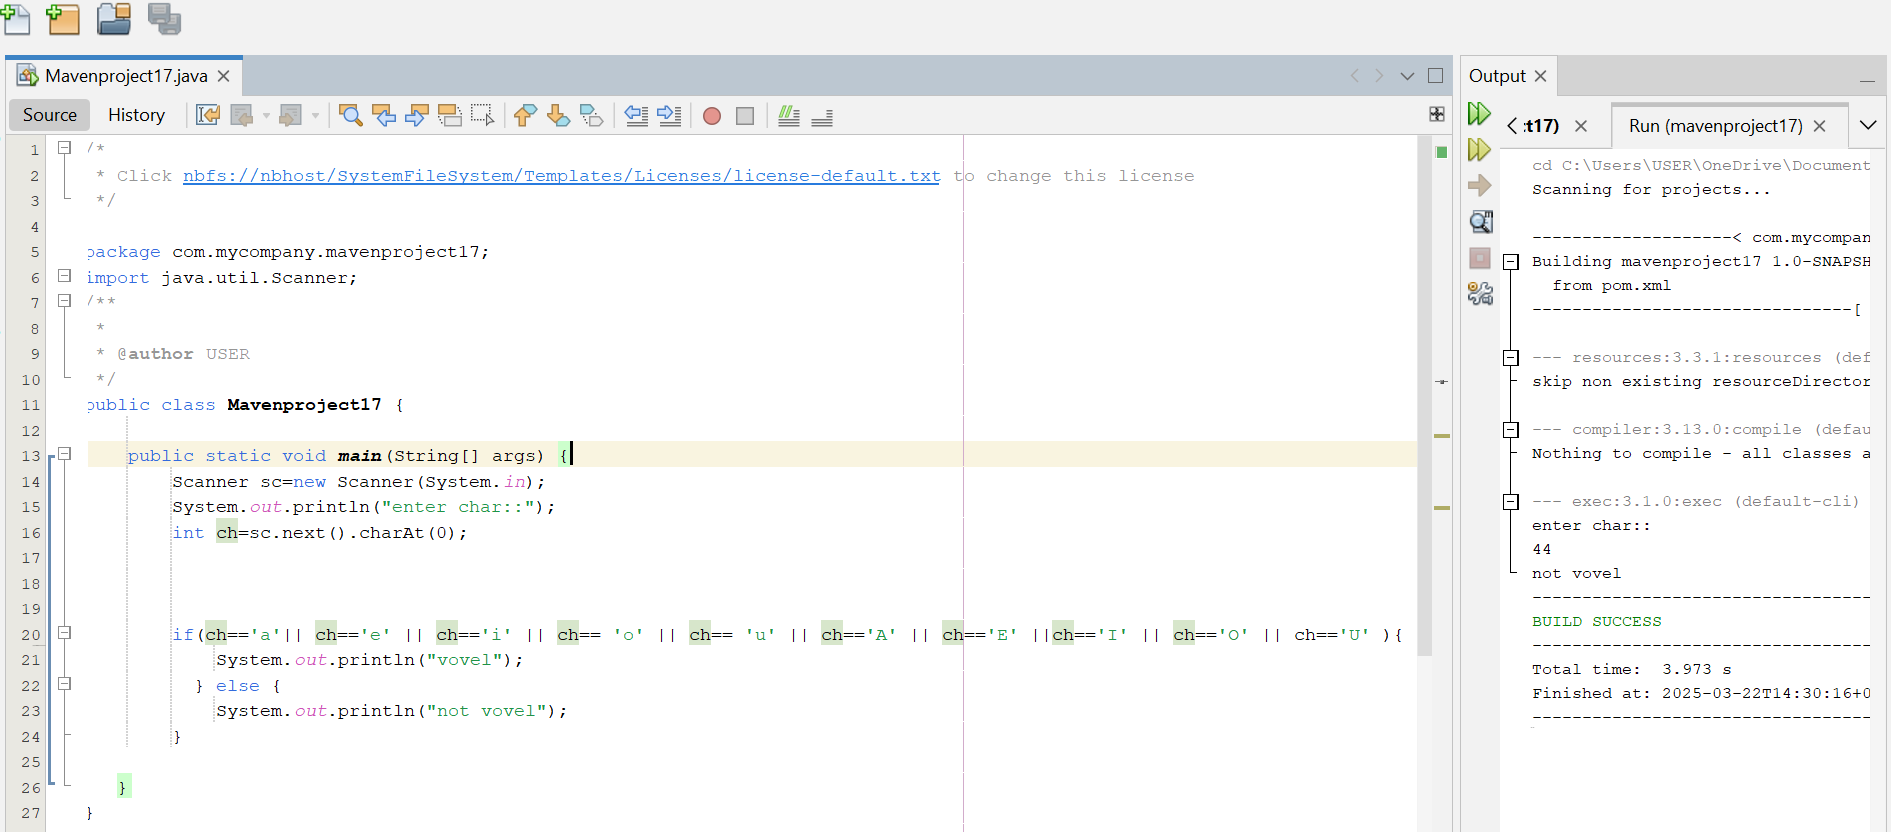 Mavenproject17.java
Source History
1 /*
2 * Click nbfs://nbhost/SystemFileSystem/Templates/Licenses/license-default.txt to change this license
3 */
4
5 package com.mycompany.mavenproject17;
6 import java.util.Scanner;
7 /**
8 *
9 * @author USER
10 */
11 public class Mavenproject17 {
12
13 public static void main(String[] args) {
14 Scanner sc=new Scanner(System.in);
15 System.out.println("enter char::");
16 int ch=sc.next().charAt(0);
17
18
19
20 if(ch=='a'|| ch=='e' || ch=='i' || ch== 'o' || ch== 'u' || ch=='A' || ch=='E' ||ch=='I' || ch=='O' || ch=='U' ){
21 System.out.println("vovel");
22 } else {
23 System.out.println("not vovel");
24 }
25
26 }
27 }
Output
:t17) Run (mavenproject17)
cd C:\Users\USER\OneDrive\Document
Scanning for projects...
--------------------< com.mycompan
Building mavenproject17 1.0-SNAPSH
from pom.xml
--------------------------------[
--- resources:3.3.1:resources (def
skip non existing resourceDirector
--- compiler:3.13.0:compile (defau
Nothing to compile - all classes a
--- exec:3.1.0:exec (default-cli)
enter char::
44
not vovel
----------------------------------
BUILD SUCCESS
----------------------------------
Total time: 3.973 s
Finished at: 2025-03-22T14:30:16+0
----------------------------------